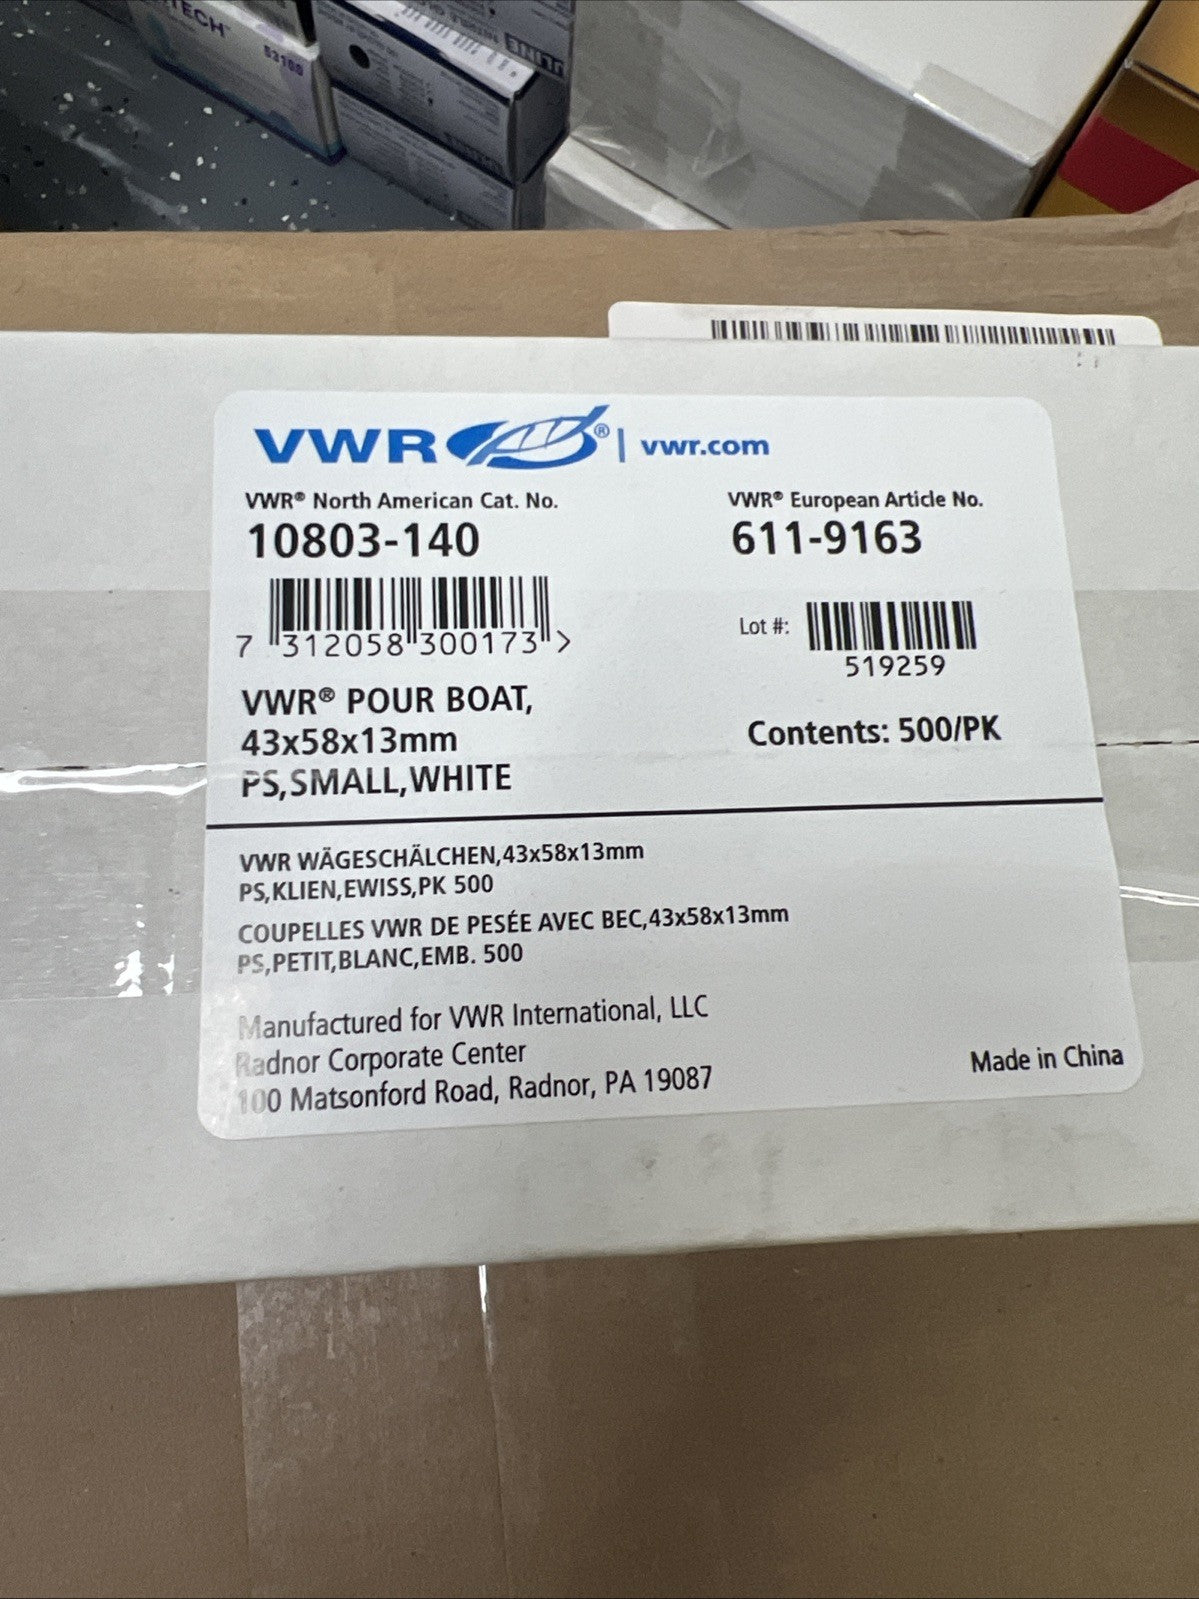 TECH
53100
ULINE
VWR® | vwr.com
VWR® North American Cat. No.
10803-140
VWR® European Article No.
611-9163
7 312058 300173 >
Lot #:
519259
VWR® POUR BOAT,
43x58x13mm
PS,SMALL,WHITE
Contents: 500/PK
VWR WÄGESCHÄLCHEN,43x58x13mm
PS,KLIEN,EWISS,PK 500
COUPELLES VWR DE PESÉE AVEC BEC,43x58x13mm
PS,PETIT,BLANC,EMB. 500
Manufactured for VWR International, LLC
Radnor Corporate Center
100 Matsonford Road, Radnor, PA 19087
Made in China